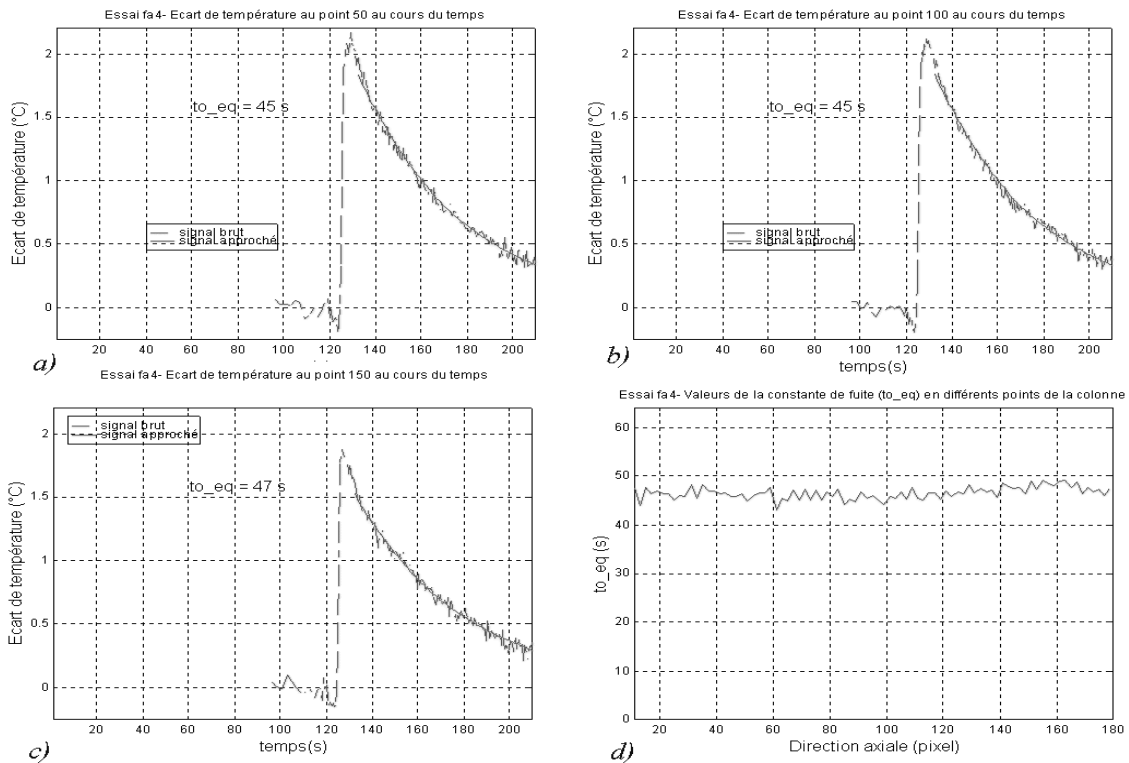 Essai fa4- Ecart de température au point 50 au cours du temps
Ecart de température (°C)
2
1.5
1
0.5
0
to_eq = 45 s
signal brut
signal approché
20 40 60 80 100 120 140 160 180 200
a)
Essai fa4- Ecart de température au point 100 au cours du temps
Ecart de température (°C)
2
1.5
1
0.5
0
to_eq = 45 s
signal brut
signal approché
20 40 60 80 100 120 140 160 180 200
temps(s)
b)
Essai fa4- Ecart de température au point 150 au cours du temps
Ecart de température (°C)
2
1.5
1
0.5
0
signal brut
signal approché
to_eq = 47 s
20 40 60 80 100 120 140 160 180 200
temps(s)
c)
Essai fa4- Valeurs de la constante de fuite (to_eq) en différents points de la colonne
to_eq (s)
60
50
40
30
20
10
0
20 40 60 80 100 120 140 160 180
Direction axiale (pixel)
d)